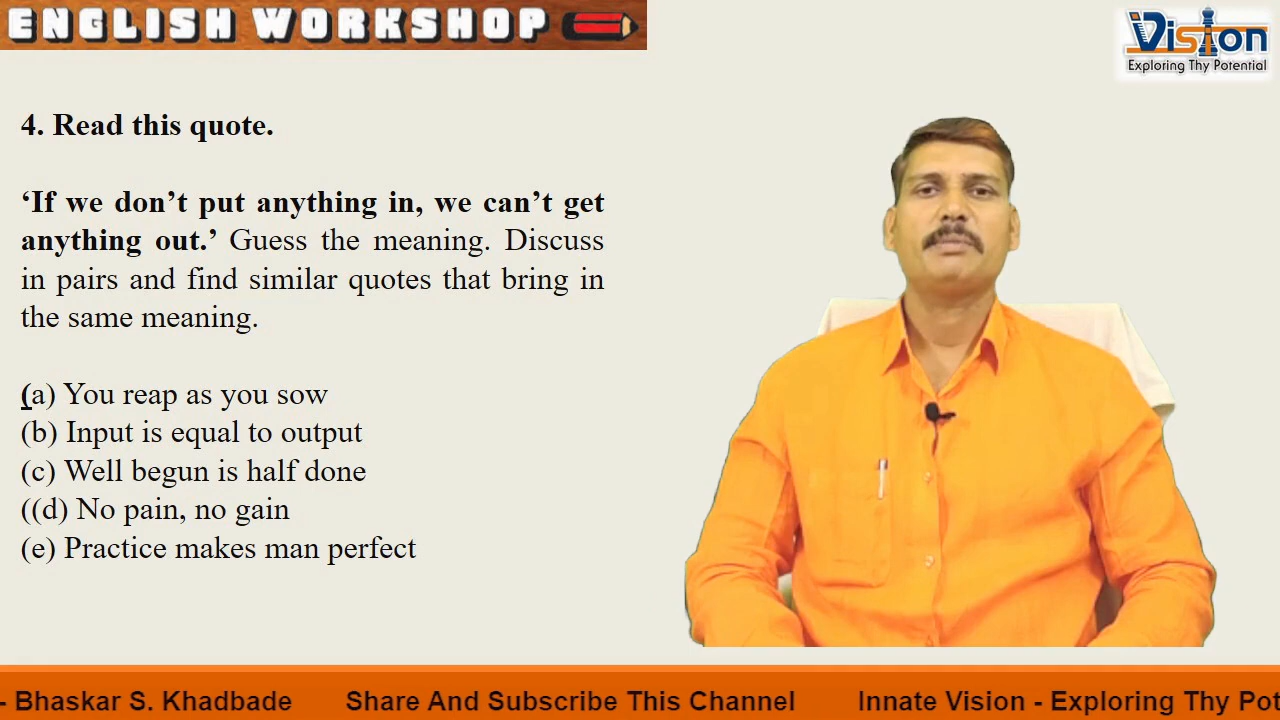 ENGLISH WORKSHOP
Vision
Exploring Thy Potential
4. Read this quote.
‘If we don’t put anything in, we can’t get
anything out.’ Guess the meaning. Discuss
in pairs and find similar quotes that bring in
the same meaning.
(a) You reap as you sow
(b) Input is equal to output
(c) Well begun is half done
((d) No pain, no gain
(e) Practice makes man perfect
- Bhaskar S. Khadbade Share And Subscribe This Channel Innate Vision - Exploring Thy Pot